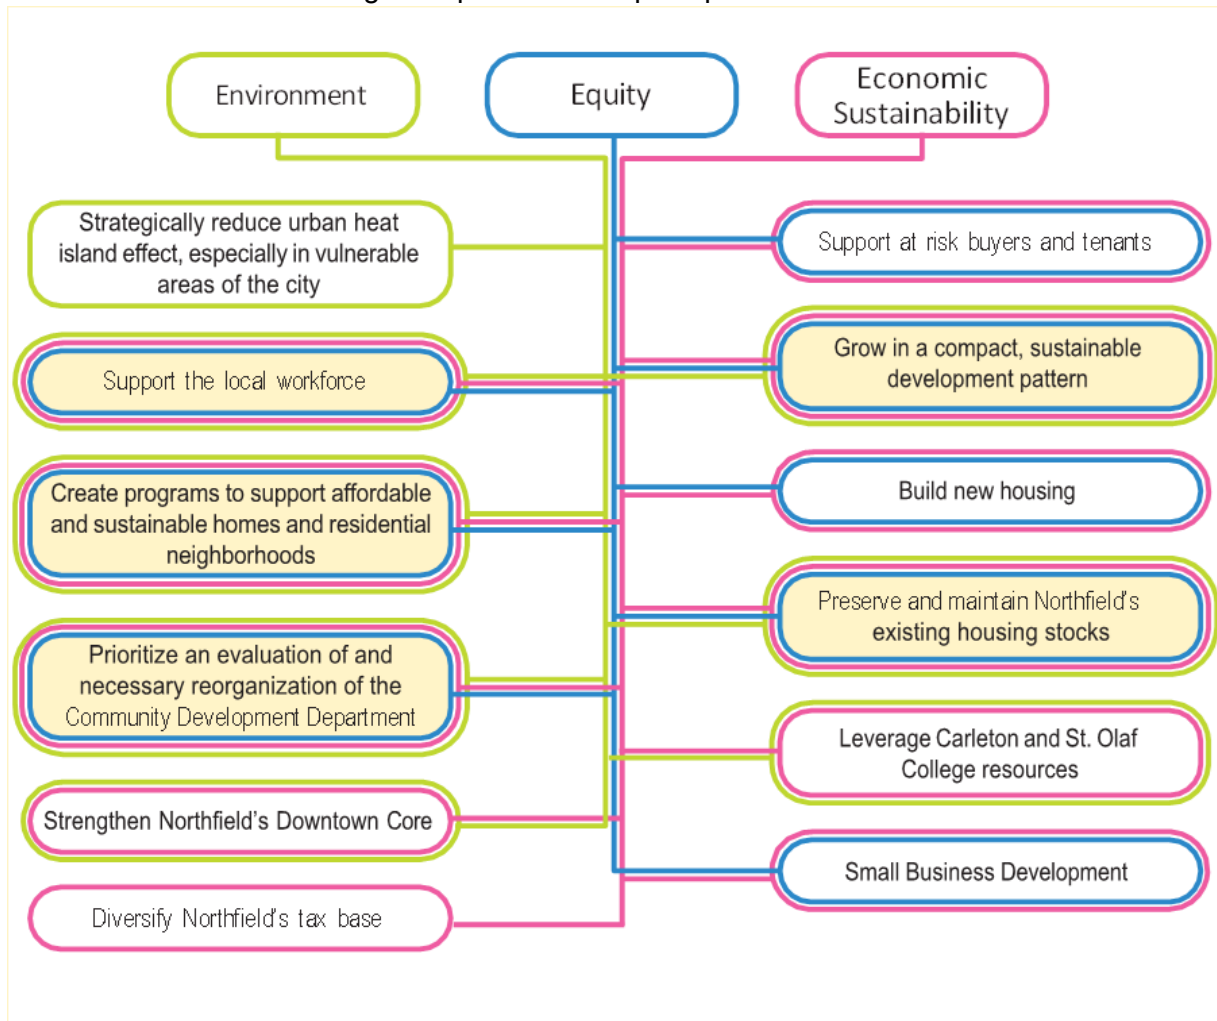 Environment
Equity
Economic
Sustainability
Strategically reduce urban heat
island effect, especially in vulnerable
areas of the city
Support at risk buyers and tenants
Support the local workforce
Grow in a compact, sustainable
development pattern
Create programs to support affordable
and sustainable homes and residential
neighborhoods
Build new housing
Preserve and maintain Northfield's
existing housing stocks
Prioritize an evaluation of and
necessary reorganization of the
Community Development Department
Leverage Carleton and St. Olaf
College resources
Strengthen Northfield’s Downtown Core
Small Business Development
Diversify Northfield's tax base